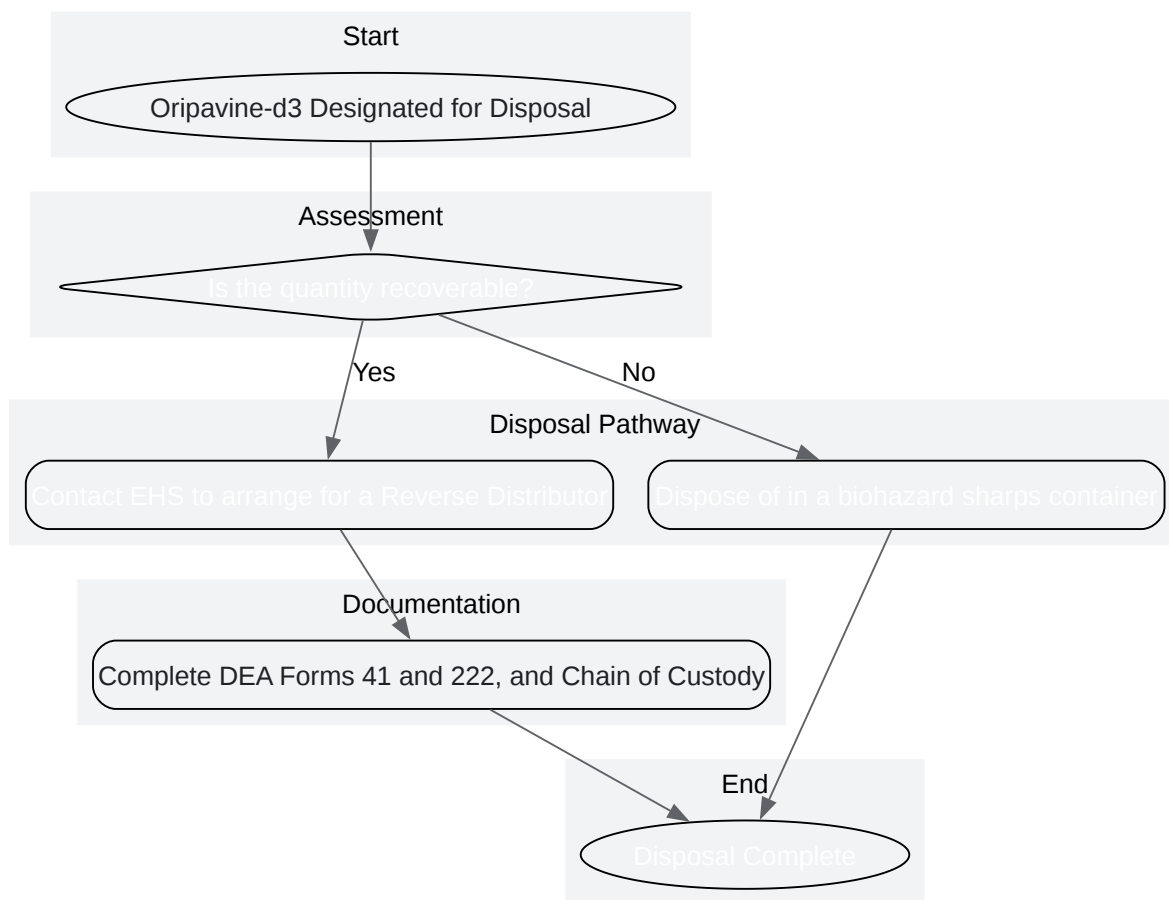 Start
Oripavine-d3 Designated for Disposal
Assessment
Is the quantity recoverable?
Yes
No
Disposal Pathway
Contact EHS to arrange for a Reverse Distributor
Dispose of in a biohazard sharps container
Documentation
Complete DEA Forms 41 and 222, and Chain of Custody
End
Disposal Complete